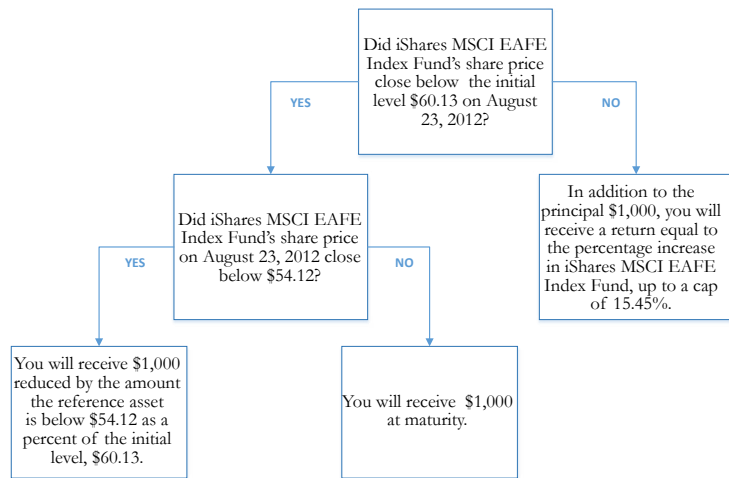 Did iShares MSCI EAFE
Index Fund's share price
close below the initial
level $60.13 on August
23, 2012?
YES
NO
Did iShares MSCI EAFE
Index Fund's share price
on August 23, 2012 close
below $54.12?
In addition to the
principal $1,000, you will
receive a return equal to
the percentage increase
in iShares MSCI EAFE
Index Fund, up to a cap
of 15.45%.
YES
NO
You will receive $1,000
reduced by the amount
the reference asset
is below $54.12 as a
percent of the initial
level, $60.13.
You will receive $1,000
at maturity.